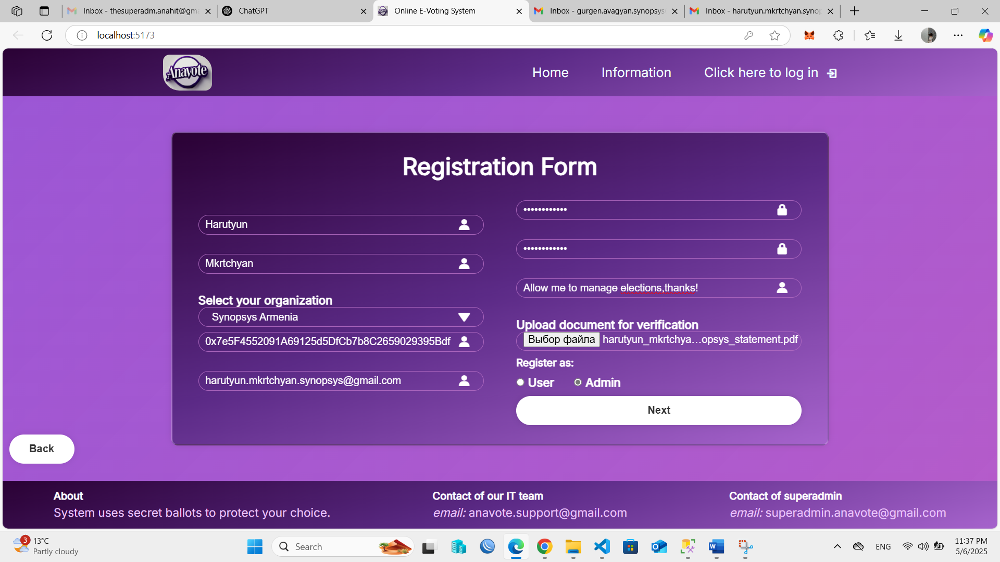 Inbox - thesuperadm.anahit@gm
ChatGPT
Online E-Voting System
Inbox - gurgen.avagyan.synopsys
Inbox - harutyun.mkrtchyan.synop
localhost:5173
Anavote
Home
Information
Click here to log in
Registration Form
Harutyun
Mkrtchyan
Select your organization
Synopsys Armenia
0x7e5F4552091A69125d5DfCb7b8C2659029395Bdf
harutyun.mkrtchyan.synopsys@gmail.com
••••••••••••
••••••••••••
Allow me to manage elections,thanks!
Upload document for verification
Выбор файла harutyun_mkrtchya…opsys_statement.pdf
Register as:
User
Admin
Next
Back
About
System uses secret ballots to protect your choice.
Contact of our IT team
email: anavote.support@gmail.com
Contact of superadmin
email: superadmin.anavote@gmail.com
3
13°C
Partly cloudy
Search
ENG
11:37 PM
5/6/2025